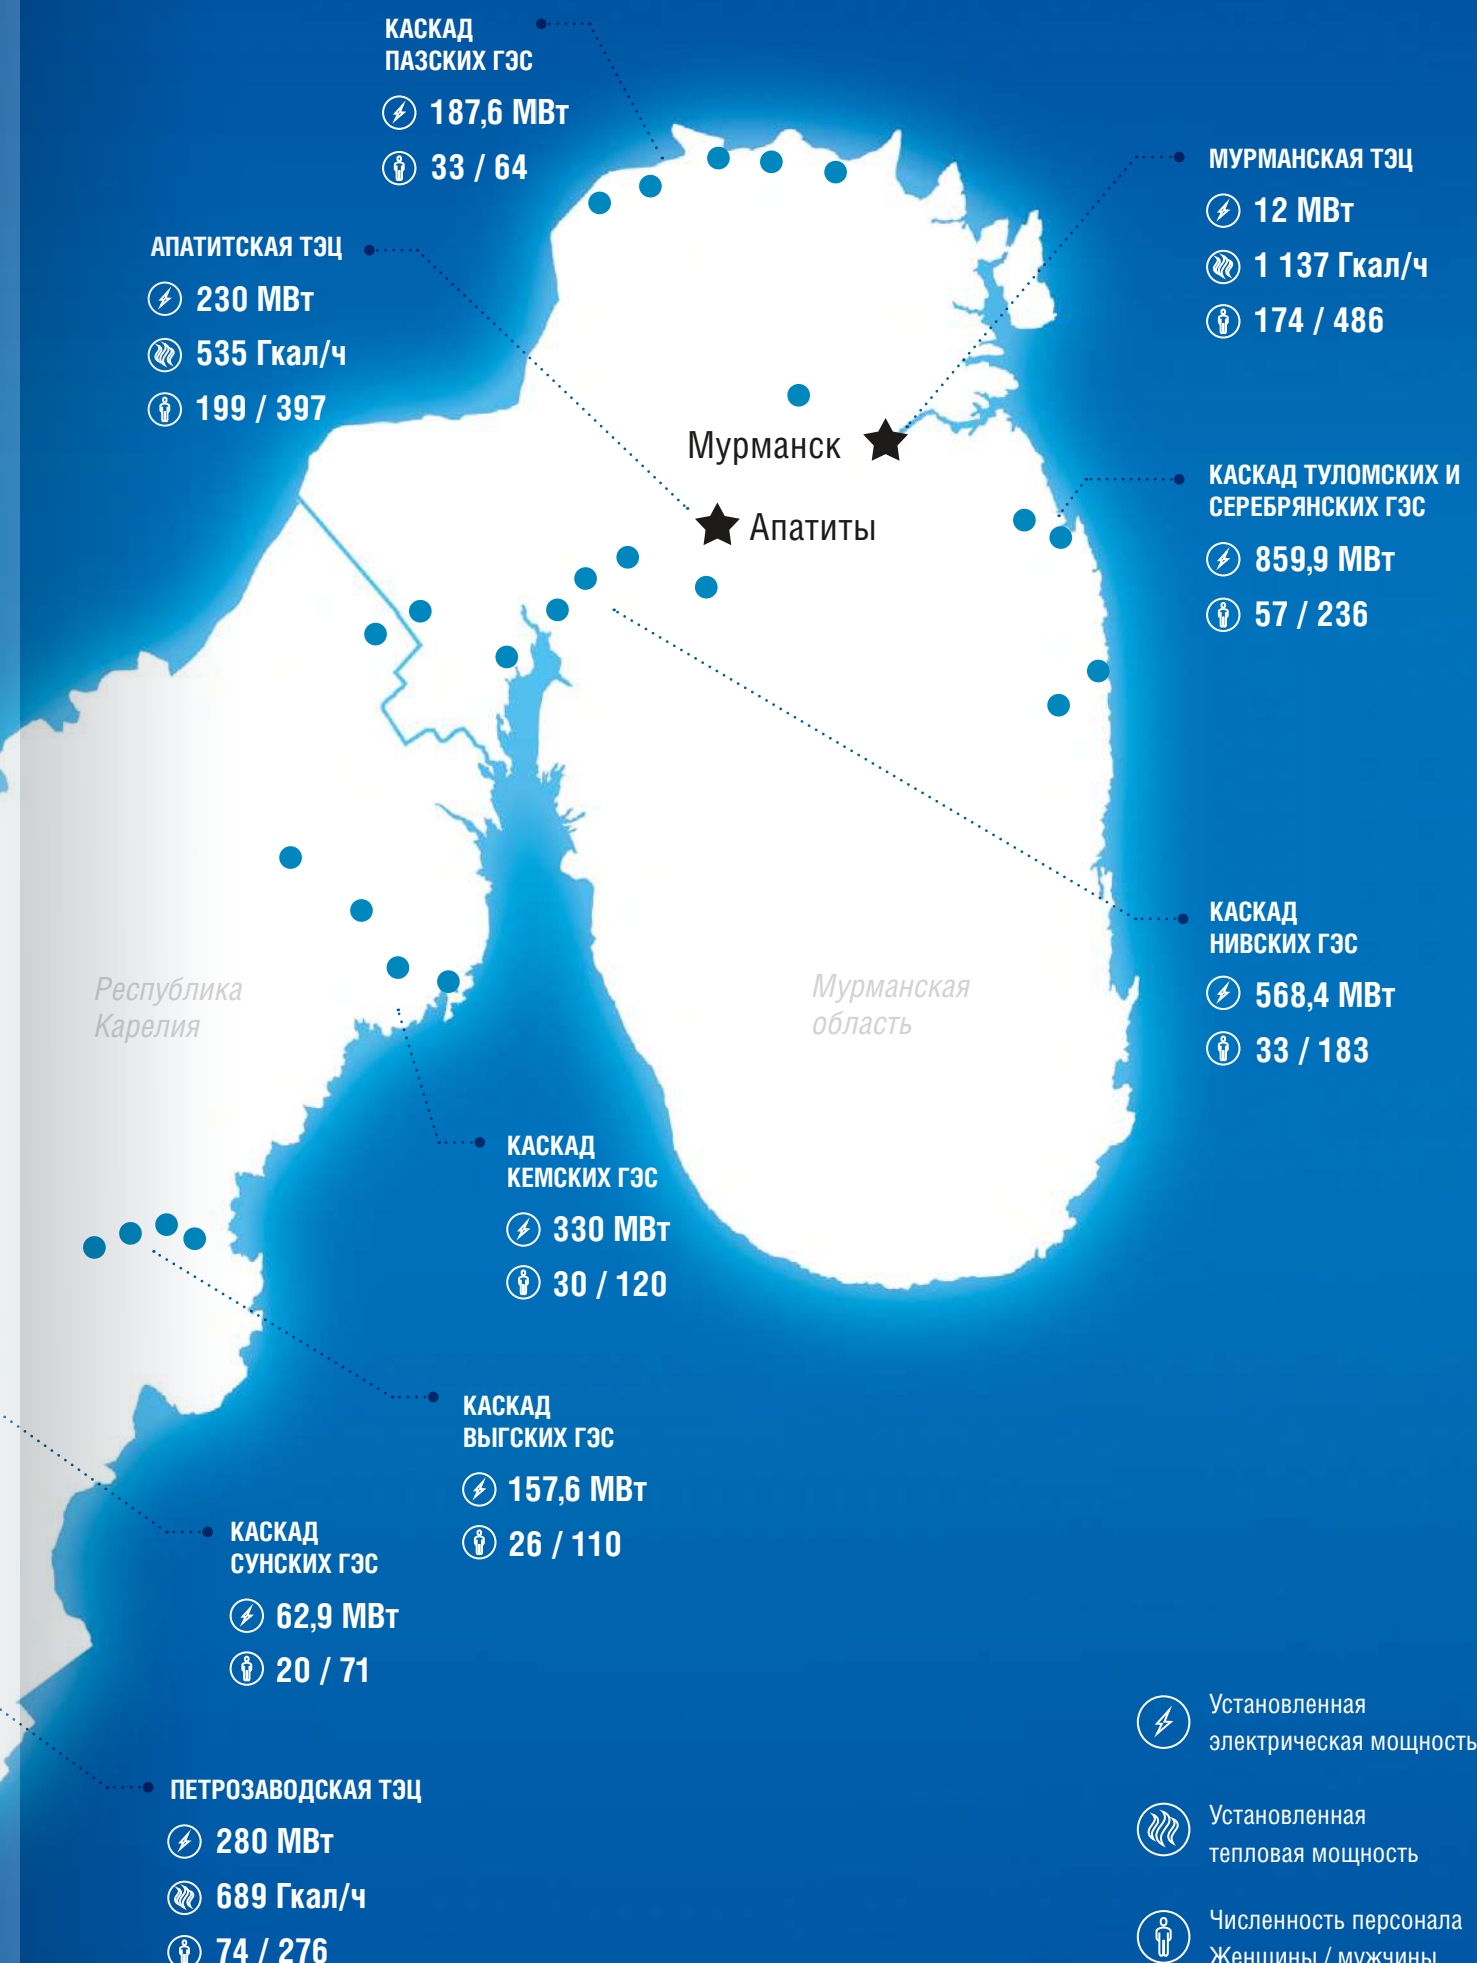 КАСКАД
ПАЗСКИХ ГЭС
187,6 МВт
33 / 64
МУРМАНСКАЯ ТЭЦ
12 МВт
1 137 Гкал/ч
174 / 486
АПАТИТСКАЯ ТЭЦ
230 МВт
535 Гкал/ч
199 / 397
Мурманск
Апатиты
КАСКАД ТУЛОМСКИХ И
СЕРЕБРЯНСКИХ ГЭС
859,9 МВт
57 / 236
КАСКАД
НИВСКИХ ГЭС
568,4 МВт
33 / 183
Республика
Карелия
Мурманская
область
КАСКАД
КЕМСКИХ ГЭС
330 МВт
30 / 120
КАСКАД
ВЫГСКИХ ГЭС
157,6 МВт
26 / 110
КАСКАД
СУНСКИХ ГЭС
62,9 МВт
20 / 71
ПЕТРОЗАВОДСКАЯ ТЭЦ
280 МВт
689 Гкал/ч
74 / 276
Установленная
электрическая мощность
Установленная
тепловая мощность
Численность персонала
Женщины / мужчины